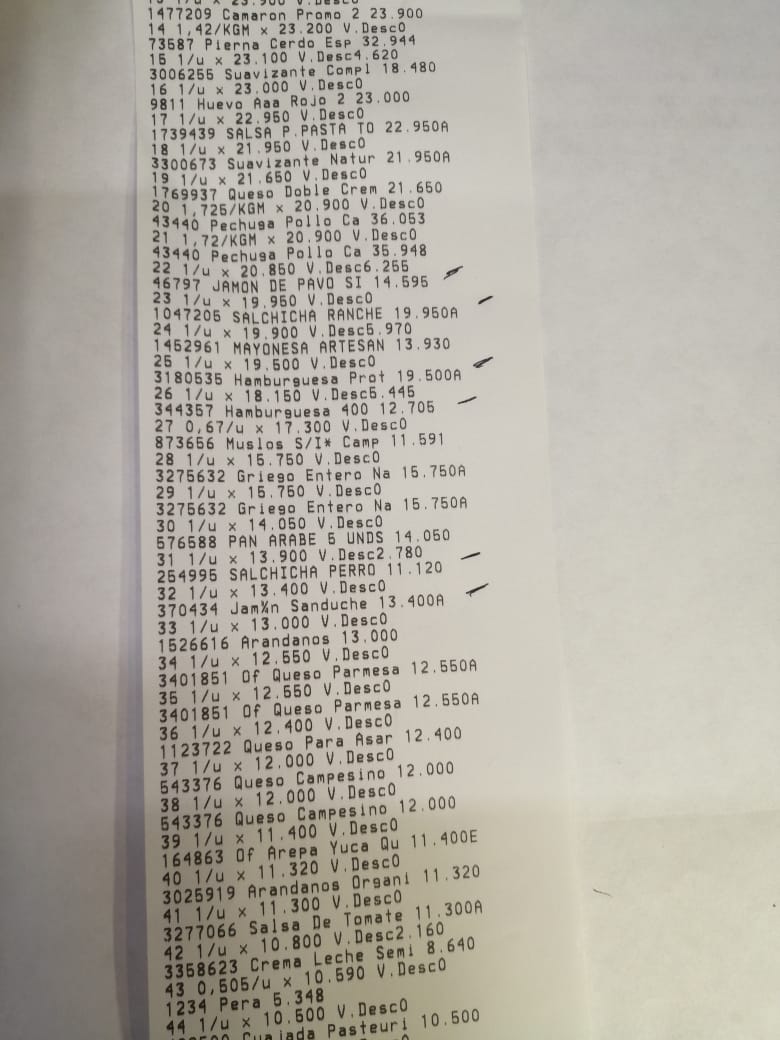 1/u x 23.900 V.Desc0
1477209 Camaron Promo 2 23.900
14 1,42/KGM x 23.200 V.Desc0
73587 Pierna Cerdo Esp 32.944
15 1/u x 23.100 V.Desc4.620
3006255 Suavizante Compl 18.480
16 1/u x 23.000 V.Desc0
9811 Huevo Aaa Rojo 2 23.000
17 1/u x 22.950 V.Desc0
1739439 SALSA P.PASTA TO 22.950A
18 1/u x 21.950 V.Desc0
3300673 Suavizante Natur 21.950A
19 1/u x 21.650 V.Desc0
1769937 Queso Doble Crem 21.650
20 1,725/KGM x 20.900 V.Desc0
43440 Pechuga Pollo Ca 36.053
21 1,72/KGM x 20.900 V.Desc0
43440 Pechuga Pollo Ca 35.948
22 1/u x 20.850 V.Desc6.255
46797 JAMON DE PAVO SI 14.595
23 1/u x 19.950 V.Desc0
1047205 SALCHICHA RANCHE 19.950A
24 1/u x 19.900 V.Desc5.970
1452961 MAYONESA ARTESAN 13.930
25 1/u x 19.500 V.Desc0
3180535 Hamburguesa Prot 19.500A
26 1/u x 18.150 V.Desc5.445
344357 Hamburguesa 400 12.705
27 0,67/u x 17.300 V.Desc0
873656 Muslos S/I* Camp 11.591
28 1/u x 15.750 V.Desc0
3275632 Griego Entero Na 15.750A
29 1/u x 15.750 V.Desc0
3275632 Griego Entero Na 15.750A
30 1/u x 14.050 V.Desc0
576588 PAN ARABE 5 UNDS 14.050
31 1/u x 13.900 V.Desc2.780
254995 SALCHICHA PERRO 11.120
32 1/u x 13.400 V.Desc0
370434 Jam%n Sanduche 13.400A
33 1/u x 13.000 V.Desc0
1526616 Arandanos 13.000
34 1/u x 12.550 V.Desc0
3401851 Of Queso Parmesa 12.550A
35 1/u x 12.550 V.Desc0
3401851 Of Queso Parmesa 12.550A
36 1/u x 12.400 V.Desc0
1123722 Queso Para Asar 12.400
37 1/u x 12.000 V.Desc0
543376 Queso Campesino 12.000
38 1/u x 12.000 V.Desc0
543376 Queso Campesino 12.000
39 1/u x 11.400 V.Desc0
164863 Of Arepa Yuca Qu 11.400E
40 1/u x 11.320 V.Desc0
3025919 Arandanos Organi 11.320
41 1/u x 11.300 V.Desc0
3277066 Salsa De Tomate 11.300A
42 1/u x 10.800 V.Desc2.160
3358623 Crema Leche Semi 8.640
43 0,505/u x 10.590 V.Desc0
1234 Pera 5.348
44 1/u x 10.500 V.Desc0
Cuajada Pasteuri 10.500